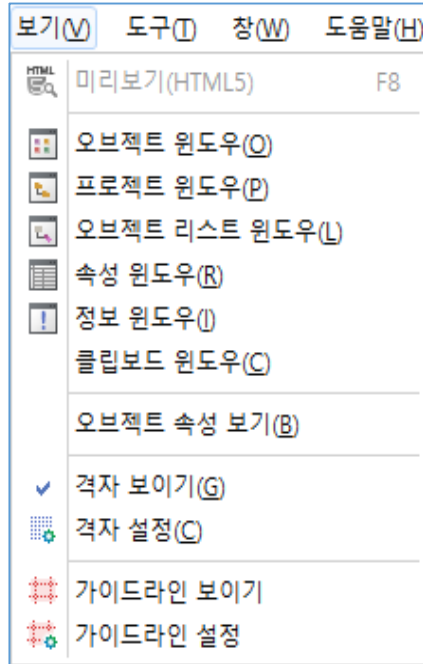 보기(V) 도구(T) 창(W) 도움말(H)
HTML 미리보기(HTML5) F8
오브젝트 윈도우(O)
프로젝트 윈도우(P)
오브젝트 리스트 윈도우(L)
속성 윈도우(R)
정보 윈도우(I)
클립보드 윈도우(C)
오브젝트 속성 보기(B)
격자 보이기(G)
격자 설정(C)
가이드라인 보이기
가이드라인 설정